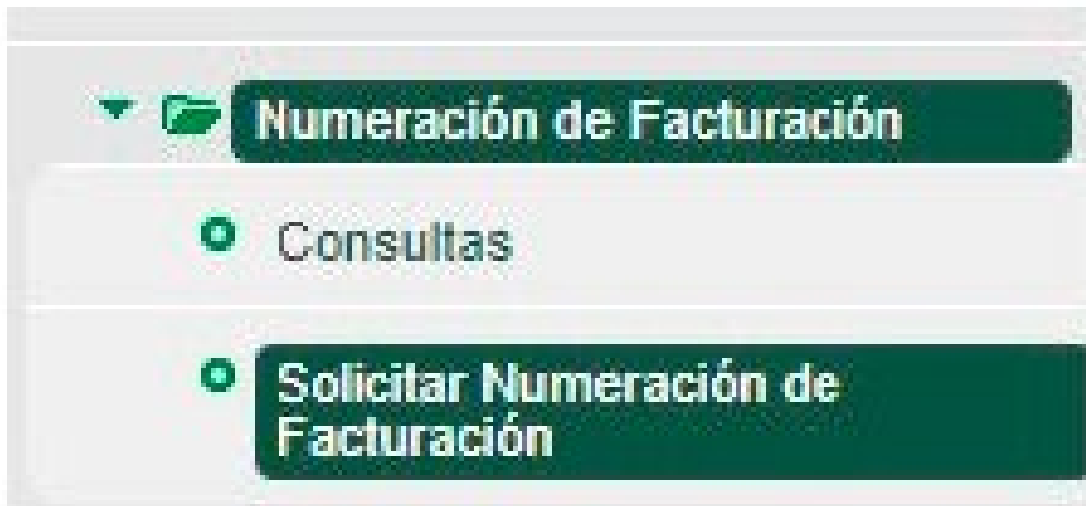 Numeración de Facturación
Consultas
Solicitar Numeración de
Facturación